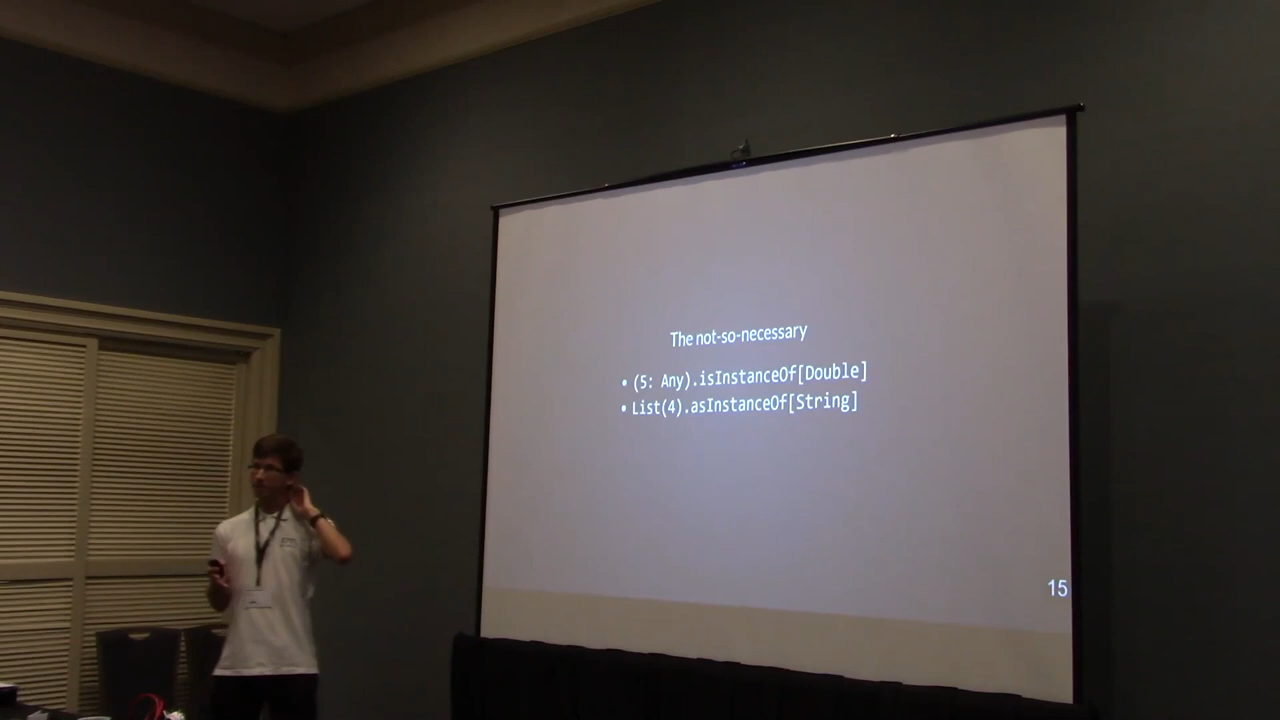 The not-so-necessary
• (5: Any).isInstanceOf[Double]
• List(4).asInstanceOf[String]
15